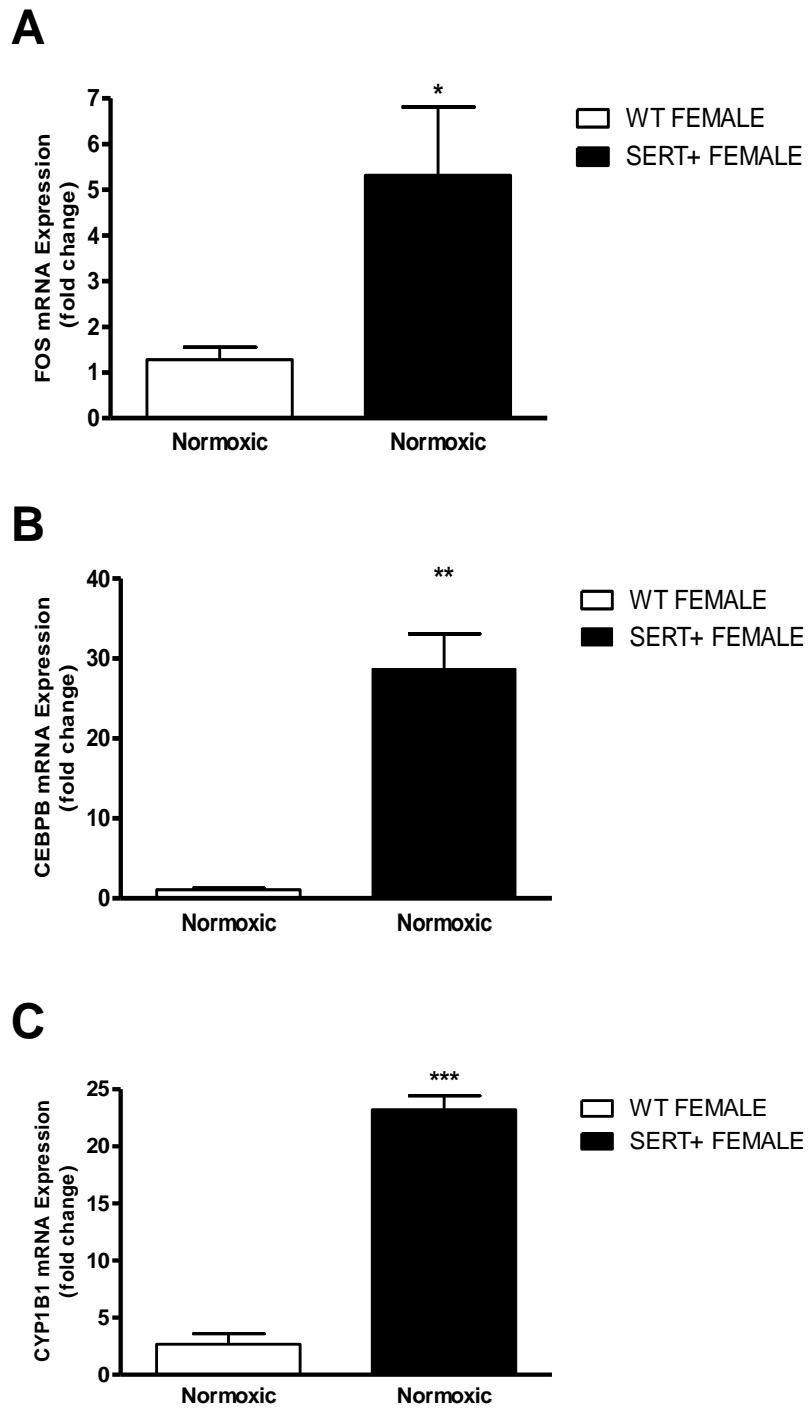 A
7
6
5
4
3
2
1
0
FOS mRNA Expression
(fold change)
*
Normoxic Normoxic
WT FEMALE
SERT+ FEMALE
B
40
30
20
10
0
CEBPB mRNA Expression
(fold change)
**
Normoxic Normoxic
WT FEMALE
SERT+ FEMALE
C
25
20
15
10
5
0
CYP1B1 mRNA Expression
(fold change)
***
Normoxic Normoxic
WT FEMALE
SERT+ FEMALE